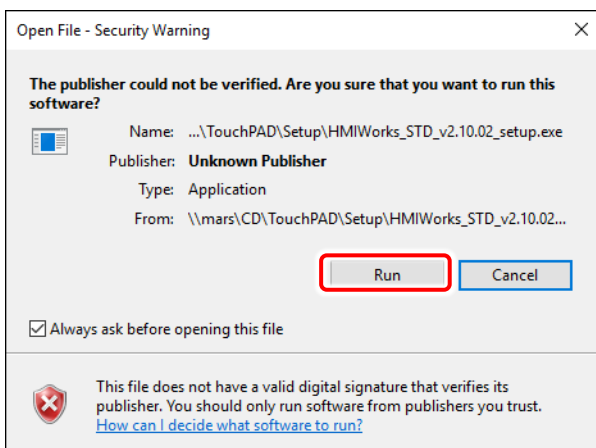 Open File - Security Warning
The publisher could not be verified. Are you sure that you want to run this
software?
Name: ...\TouchPAD\Setup\HMIWorks_STD_v2.10.02_setup.exe
Publisher: Unknown Publisher
Type: Application
From: \\mars\CD\TouchPAD\Setup\HMIWorks_STD_v2.10.02...
Run Cancel
Always ask before opening this file
This file does not have a valid digital signature that verifies its
publisher. You should only run software from publishers you trust.
How can I decide what software to run?